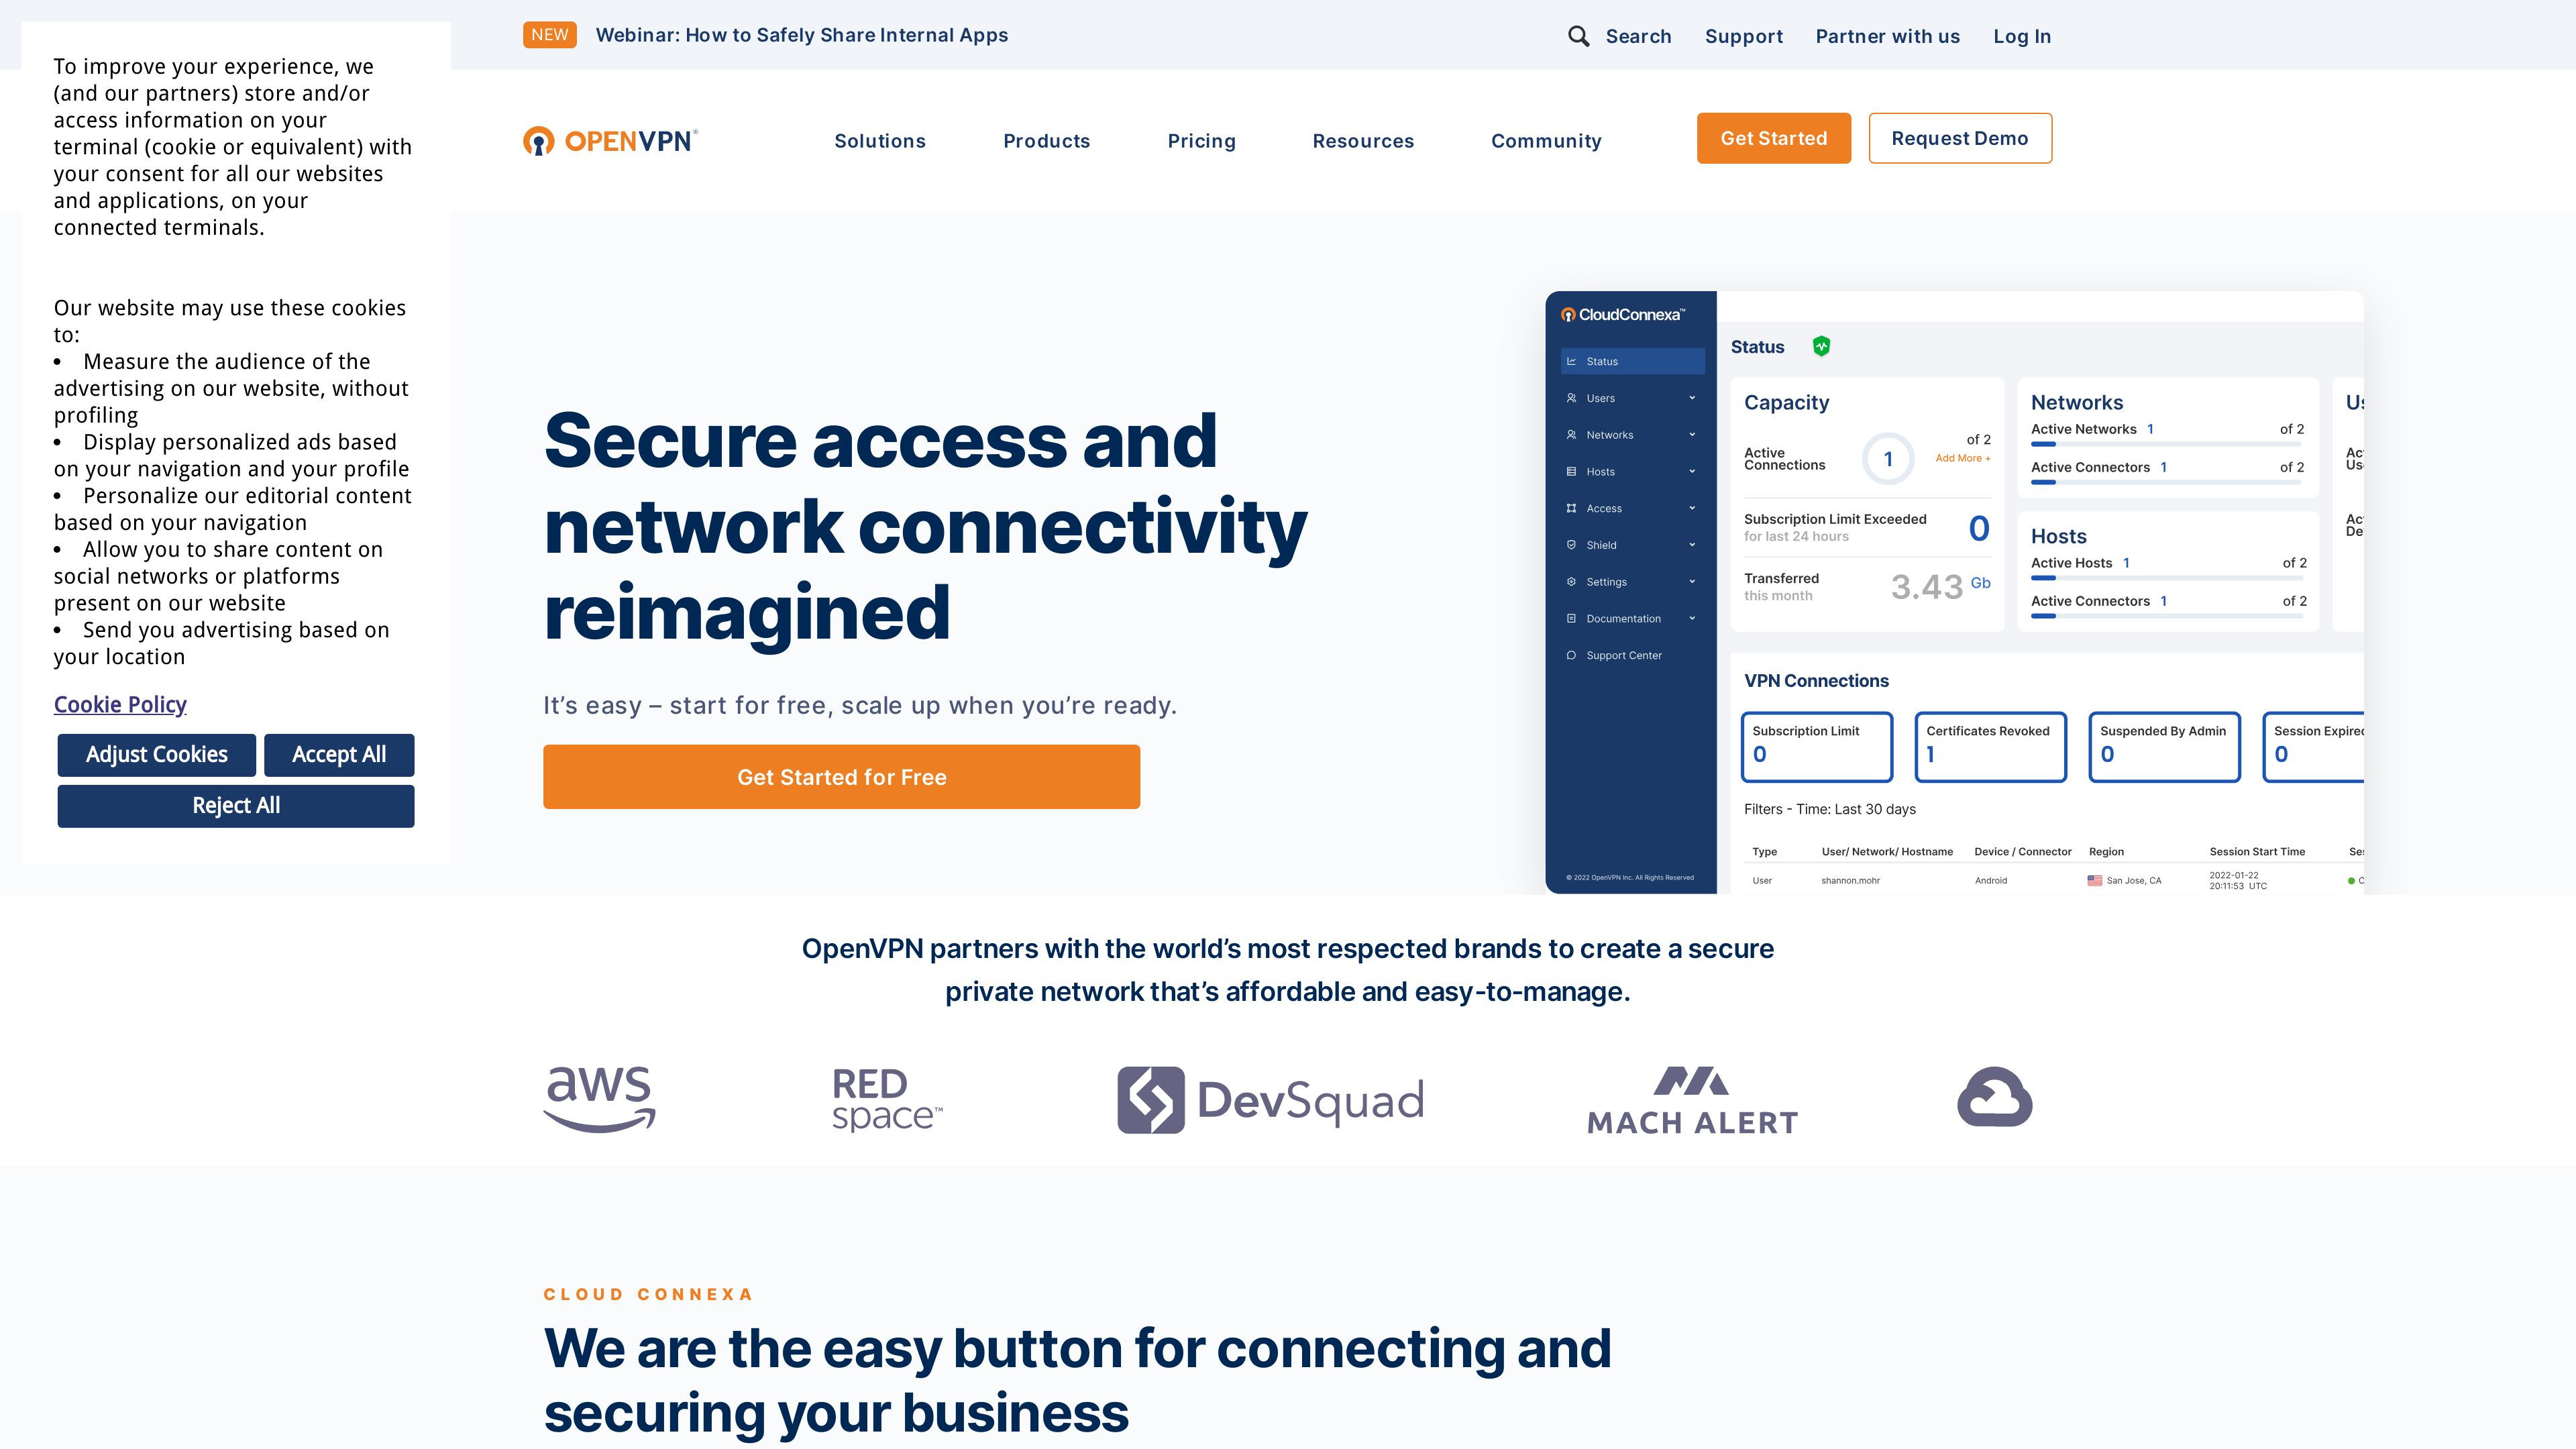 NEW Webinar: How to Safely Share Internal Apps
Search Support Partner with us Log In
To improve your experience, we
(and our partners) store and/or
access information on your
terminal (cookie or equivalent) with
your consent for all our websites
and applications, on your
connected terminals.
Our website may use these cookies
to:
• Measure the audience of the
advertising on our website, without
profiling
• Display personalized ads based
on your navigation and your profile
• Personalize our editorial content
based on your navigation
• Allow you to share content on
social networks or platforms
present on our website
• Send you advertising based on
your location
Cookie Policy
Adjust Cookies Accept All
Reject All
OPENVPN®
Solutions Products Pricing Resources Community Get Started Request Demo
Secure access and
network connectivity
reimagined
It’s easy – start for free, scale up when you’re ready.
Get Started for Free
CloudConnexa™
Status
Users
Networks
Hosts
Access
Shield
Settings
Documentation
Support Center
© 2022 OpenVPN Inc. All Rights Reserved
Status
Capacity
Active
Connections
1
of 2
Add More +
Subscription Limit Exceeded
for last 24 hours
0
Transferred
this month
3.43 Gb
Networks
Active Networks 1 of 2
Active Connectors 1 of 2
Hosts
Active Hosts 1 of 2
Active Connectors 1 of 2
VPN Connections
Subscription Limit
0
Certificates Revoked
1
Suspended By Admin
0
Session Expired
0
Filters - Time: Last 30 days
Type User/ Network/ Hostname Device / Connector Region Session Start Time
User shannon.mohr Android San Jose, CA 2022-01-22
20:11:53 UTC
OpenVPN partners with the world’s most respected brands to create a secure
private network that’s affordable and easy-to-manage.
aws
RED
space™
DevSquad
MACH ALERT
CLOUD CONNEXA
We are the easy button for connecting and
securing your business